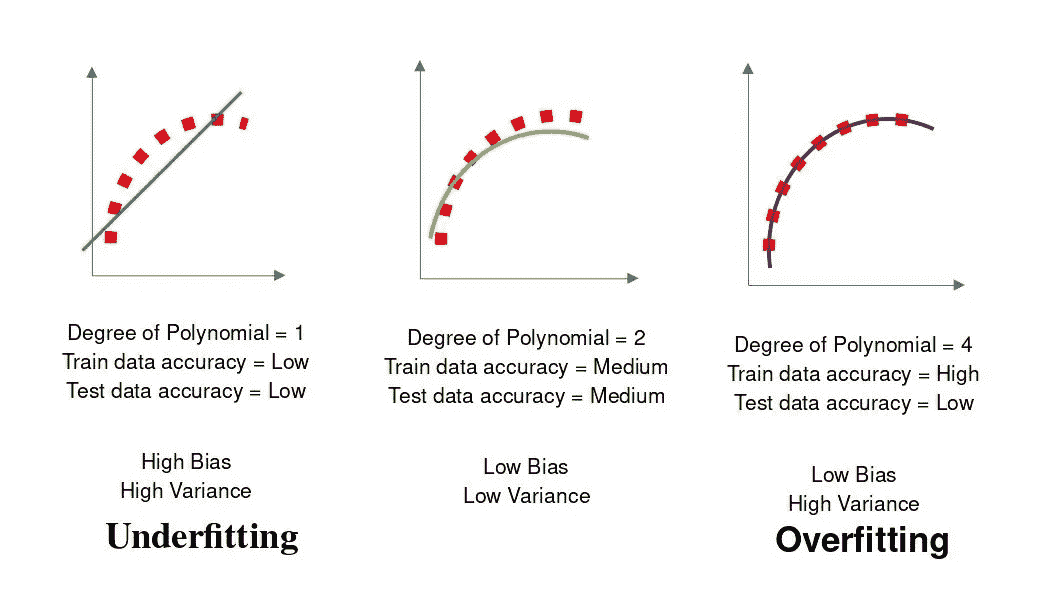 Degree of Polynomial = 1
Train data accuracy = Low
Test data accuracy = Low
High Bias
High Variance
Underfitting
Degree of Polynomial = 2
Train data accuracy = Medium
Test data accuracy = Medium
Low Bias
Low Variance
Degree of Polynomial = 4
Train data accuracy = High
Test data accuracy = Low
Low Bias
High Variance
Overfitting